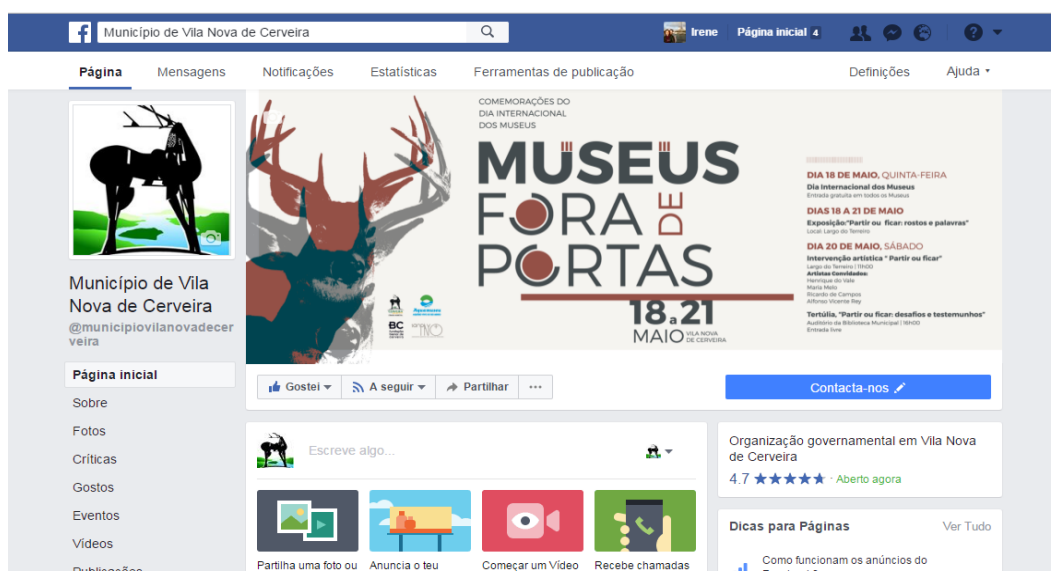 Município de Vila Nova de Cerveira
Irene
Página inicial 4
Página
Mensagens
Notificações
Estatísticas
Ferramentas de publicação
Definições
Ajuda
COMEMORAÇÕES DO
DIA INTERNACIONAL
DOS MUSEUS
MUSEUS
FORA DE
PORTAS
18 a 21
MAIO VILA NOVA
DE CERVEIRA
DIA 18 DE MAIO, QUINTA-FEIRA
Dia Internacional dos Museus
Entrada gratuita em todos os Museus
DIAS 18 A 21 DE MAIO
Exposição:"Partir ou ficar: rostos e palavras"
Local: Largo do Terreiro
DIA 20 DE MAIO, SÁBADO
Intervenção artística " Partir ou ficar"
Largo do Terreiro | 11H00
Artistas Convidados:
Henrique do Vale
Maria Melo
Ricardo de Campos
Alfonso Vicente Rey
Tertúlia, "Partir ou ficar: desafios e testemunhos"
Auditório da Biblioteca Municipal | 16H00
Entrada livre
BC
Município de Vila
Nova de Cerveira
@municipiovilanovadecer
veira
Página inicial
Sobre
Fotos
Críticas
Gostos
Eventos
Vídeos
Publicações
Gostei
A seguir
Partilhar
Contacta-nos
Escreve algo...
Partilha uma foto ou
Anuncia o teu
Começar um Vídeo
Recebe chamadas
Organização governamental em Vila Nova
de Cerveira
4.7 ★★★★★ · Aberto agora
Dicas para Páginas
Ver Tudo
Como funcionam os anúncios do